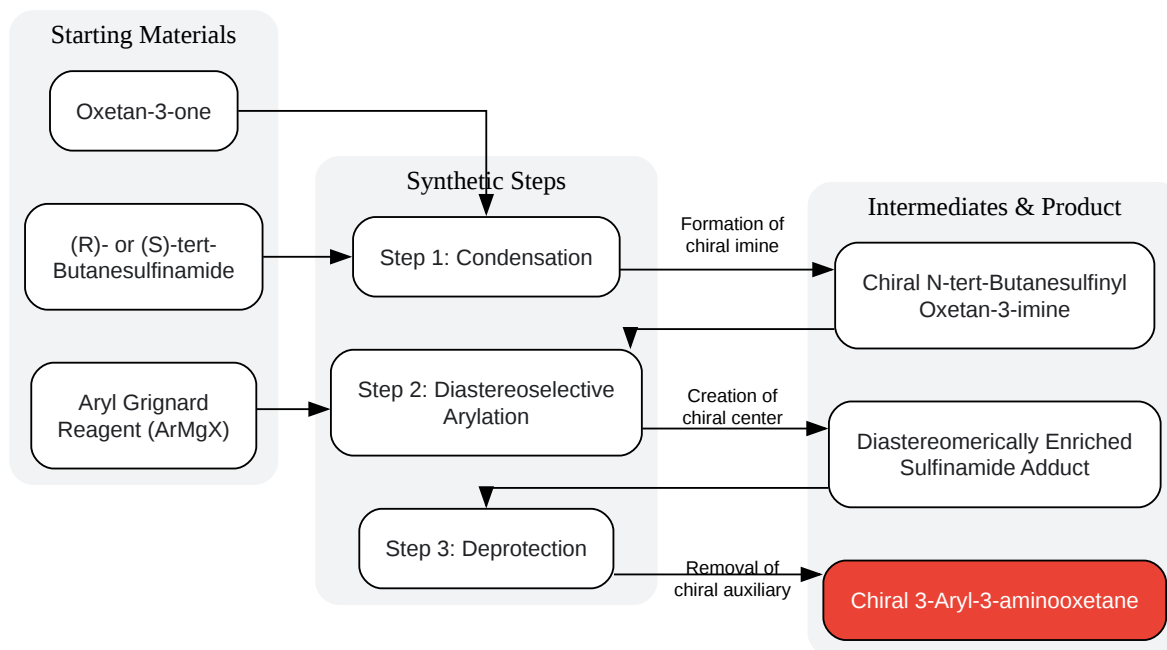 Starting Materials
Oxetan-3-one
(R)- or (S)-tert-
Butanesulfinamide
Aryl Grignard
Reagent (ArMgX)
Synthetic Steps
Step 1: Condensation
Step 2: Diastereoselective
Arylation
Step 3: Deprotection
Formation of
chiral imine
Creation of
chiral center
Removal of
chiral auxiliary
Intermediates & Product
Chiral N-tert-Butanesulfinyl
Oxetan-3-imine
Diastereomerically Enriched
Sulfinamide Adduct
Chiral 3-Aryl-3-aminooxetane